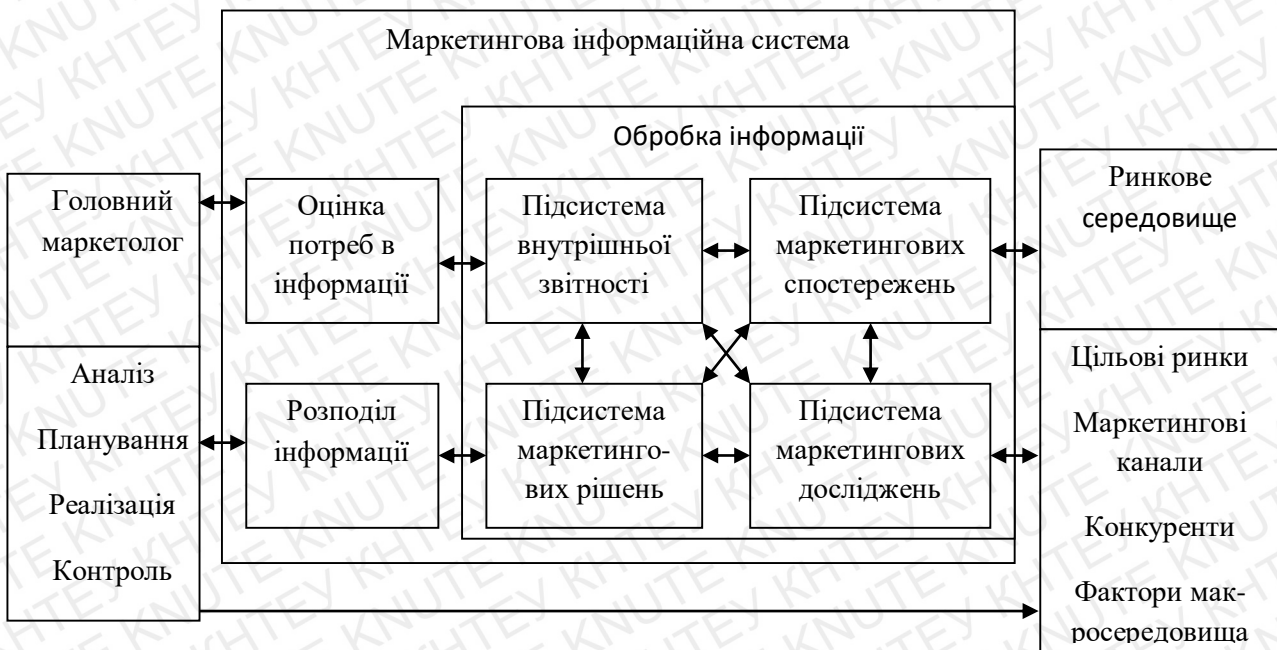 Маркетингова інформаційна система
Обробка інформації
Головний
маркетолог
Аналіз
Планування
Реалізація
Контроль
Оцінка
потреб в
інформації
Розподіл
інформації
Підсистема
внутрішньої
звітності
Підсистема
маркетингових
спостережень
Підсистема
маркетинго-
вих рішень
Підсистема
маркетингових
досліджень
Ринкове
середовище
Цільові ринки
Маркетингові
канали
Конкуренти
Фактори мак-
росередовища